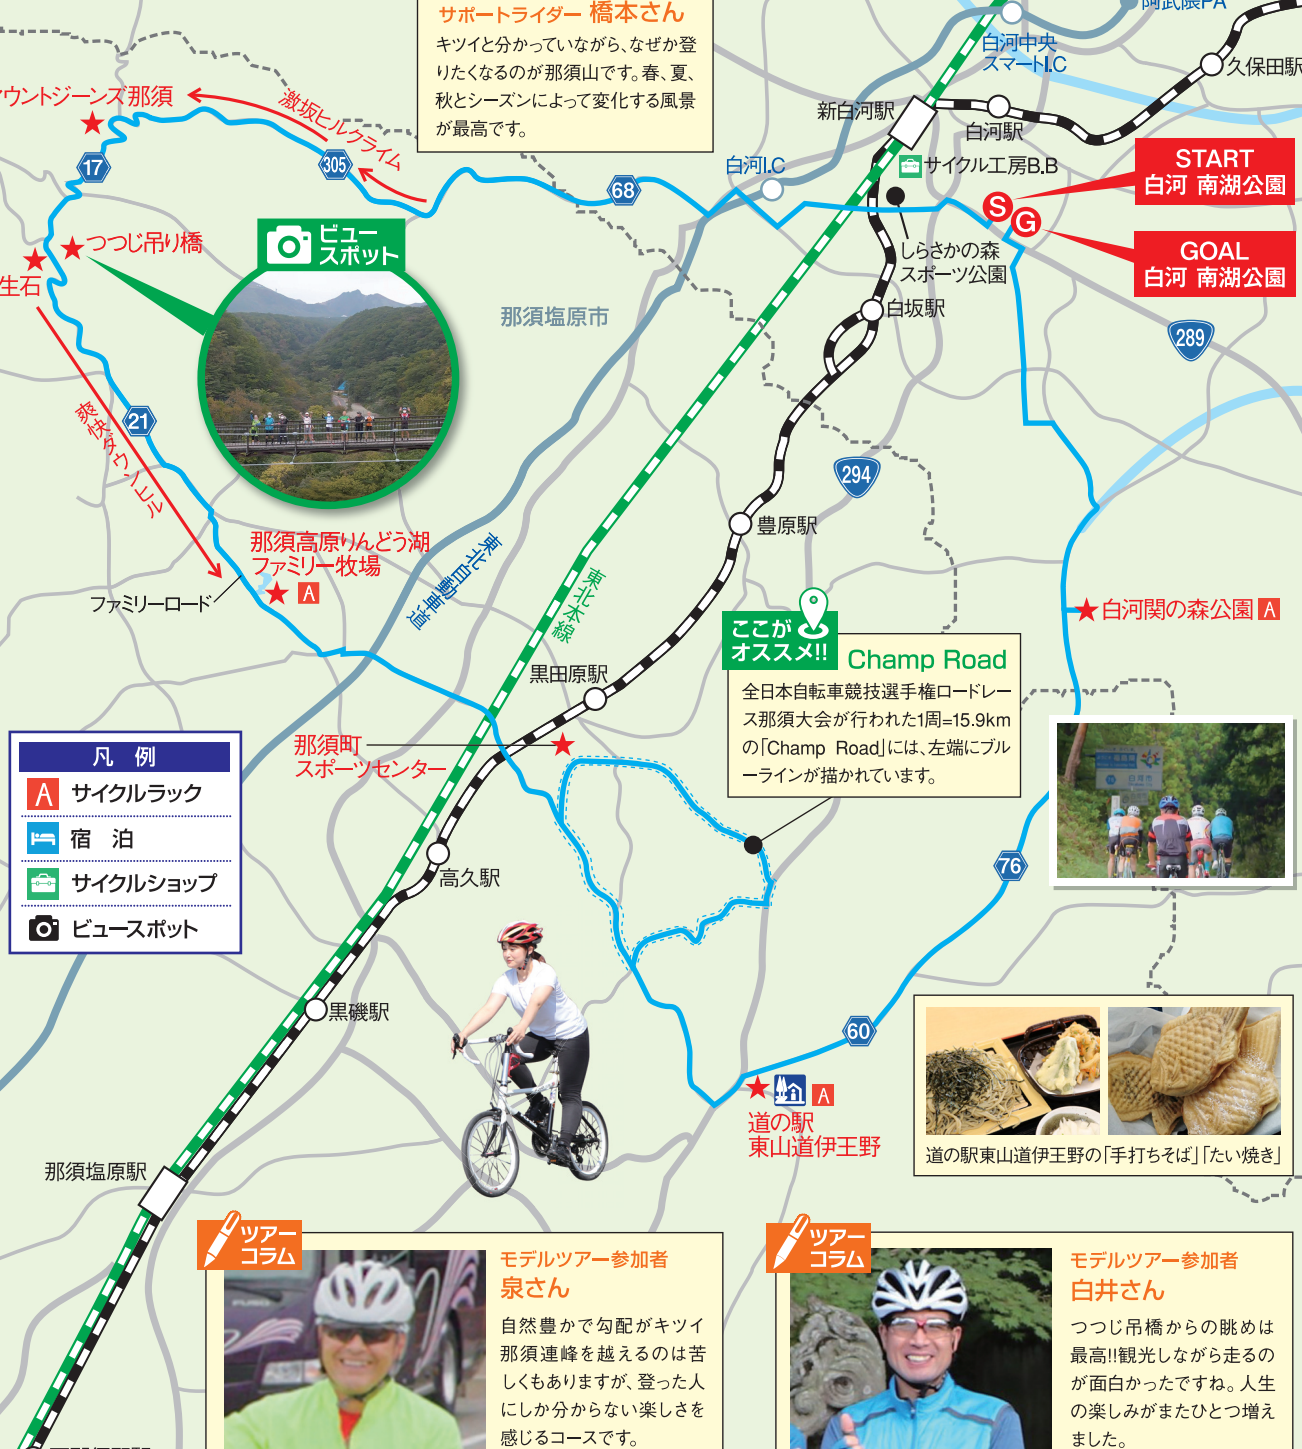 サポートライダー 橋本さん
キツイと分かっていながら、なぜか登
りたくなるのが那須山です。春、夏、
秋とシーズンによって変化する風景
が最高です。
阿武隈PA
白河中央
スマートI.C
久保田駅
新白河駅
白河駅
サイクル工房B.B
白河I.C
START
白河 南湖公園
S
G
GOAL
白河 南湖公園
しらさかの森
スポーツ公園
白坂駅
289
ウントジーンズ那須
激坂ヒルクライム
17
305
68
つつじ吊り橋
生石
ビュー
スポット
那須塩原市
21
爽快ダウンヒル
294
豊原駅
那須高原りんどう湖
ファミリー牧場
A
ファミリーロード
東北自動車道
東北本線
白河関の森公園 A
ここが
オススメ!!
Champ Road
全日本自転車競技選手権ロードレー
ス那須大会が行われた1周=15.9km
の「Champ Road」には、左端にブル
ーラインが描かれています。
黒田原駅
那須町
スポーツセンター
凡 例
A サイクルラック
宿 泊
サイクルショップ
ビュースポット
高久駅
76
黒磯駅
60
A
道の駅
東山道伊王野
道の駅東山道伊王野の「手打ちそば」「たい焼き」
那須塩原駅
ツアー
コラム
モデルツアー参加者
泉さん
自然豊かで勾配がキツイ
那須連峰を越えるのは苦
しくもありますが、登った人
にしか分からない楽しさを
感じるコースです。
ツアー
コラム
モデルツアー参加者
白井さん
つつじ吊橋からの眺めは
最高!!観光しながら走るの
が面白かったですね。人生
の楽しみがまたひとつ増え
ました。